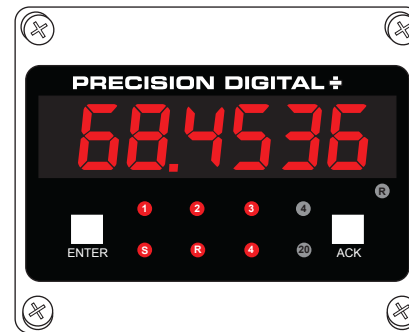 PRECISION DIGITAL÷
68.4536
R
1 2 3 4
ENTER S R 4 20 ACK